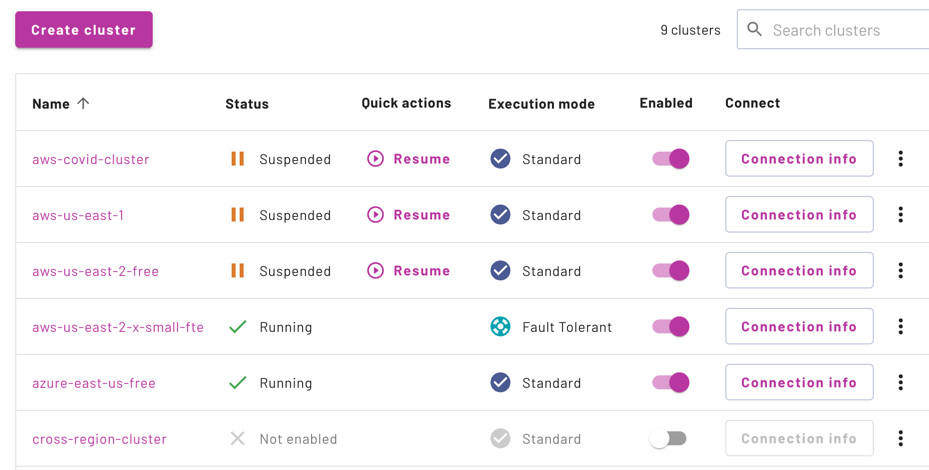 Create cluster
9 clusters
Search clusters
Name Status Quick actions Execution mode Enabled Connect
aws-covid-cluster Suspended Resume Standard Connection info
aws-us-east-1 Suspended Resume Standard Connection info
aws-us-east-2-free Suspended Resume Standard Connection info
aws-us-east-2-x-small-fte Running Fault Tolerant Connection info
azure-east-us-free Running Standard Connection info
cross-region-cluster Not enabled Standard Connection info